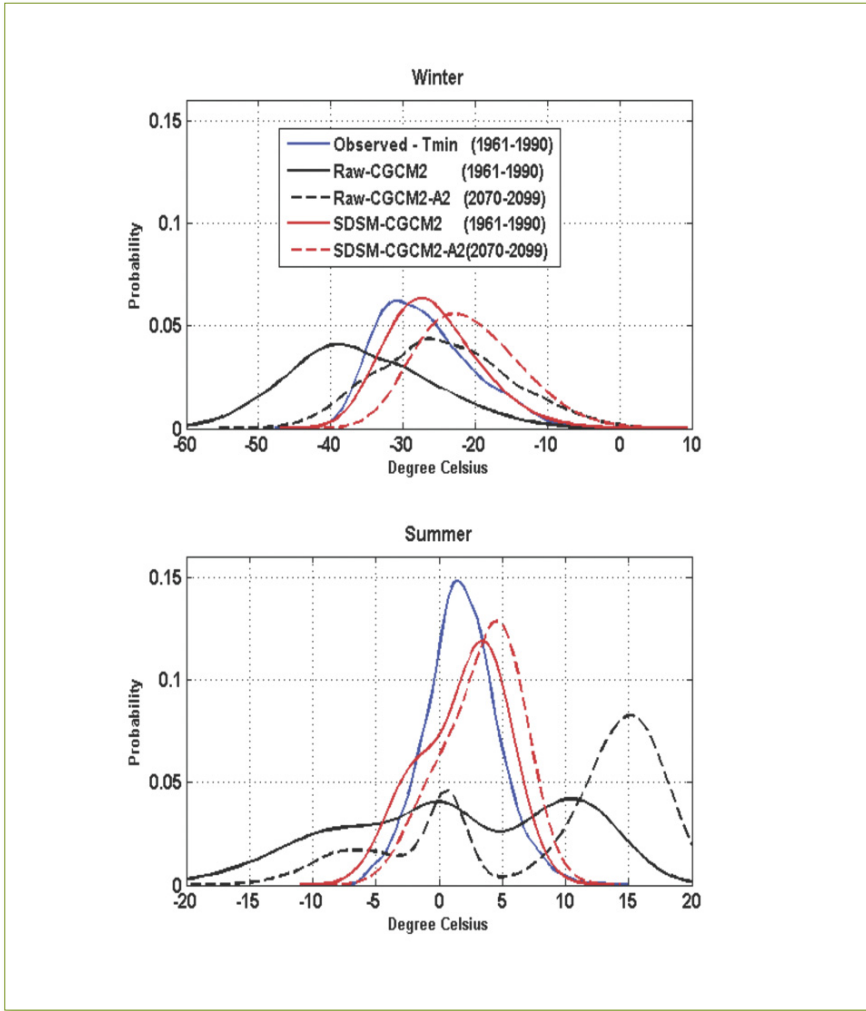 Winter
0.15
0.1
0.05
0
Probability
Observed - Tmin (1961-1990)
Raw-CGCM2 (1961-1990)
Raw-CGCM2-A2 (2070-2099)
SDSM-CGCM2 (1961-1990)
SDSM-CGCM2-A2(2070-2099)
-60 -50 -40 -30 -20 -10 0 10
Degree Celsius
Summer
0.15
0.1
0.05
0
Probability
-20 -15 -10 -5 0 5 10 15 20
Degree Celsius